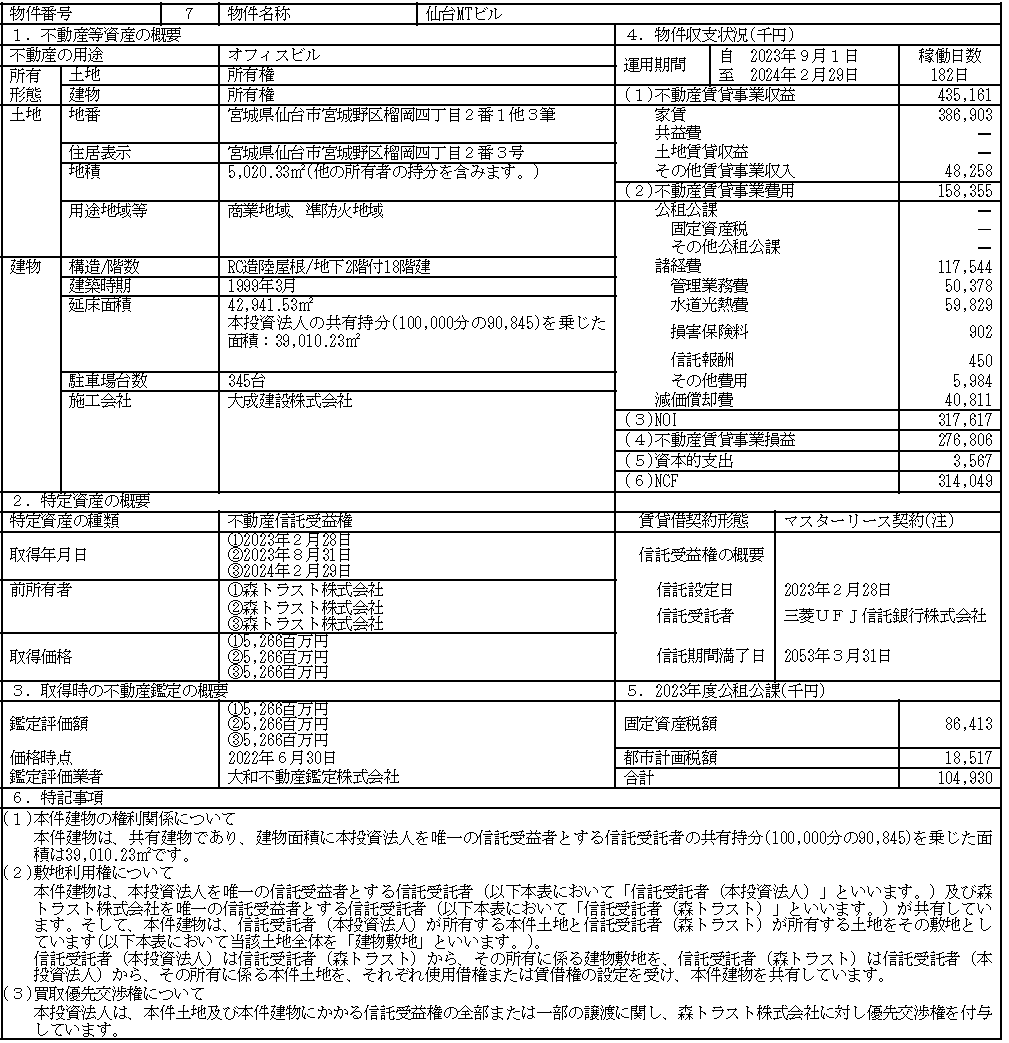 物件番号 7 物件名称 仙台MTビル
1．不動産等資産の概要
不動産の用途 オフィスビル
所有形態 土地 所有権
建物 所有権
土地 地番 宮城県仙台市宮城野区榴岡四丁目2番1他3筆
住居表示 宮城県仙台市宮城野区榴岡四丁目2番3号
地積 5,020.33㎡(他の所有者の持分を含みます。)
用途地域等 商業地域、準防火地域
建物 構造/階数 RC造陸屋根/地下2階付18階建
建築時期 1999年3月
延床面積 42,941.53㎡
本投資法人の共有持分(100,000分の90,845)を乗じた
面積：39,010.23㎡
駐車場台数 345台
施工会社 大成建設株式会社
4．物件収支状況(千円)
運用期間 自 2023年9月1日 稼働日数
至 2024年2月29日 182日
(1)不動産賃貸事業収益 435,161
家賃 386,903
共益費 ―
土地賃貸収益 ―
その他賃貸事業収入 48,258
(2)不動産賃貸事業費用 158,355
公租公課 ―
固定資産税 ―
その他公租公課 ―
諸経費 117,544
管理業務費 50,378
水道光熱費 59,829
損害保険料 902
信託報酬 450
その他費用 5,984
減価償却費 40,811
(3)NOI 317,617
(4)不動産賃貸事業損益 276,806
(5)資本的支出 3,567
(6)NCF 314,049
2．特定資産の概要
特定資産の種類 不動産信託受益権
取得年月日 ①2023年2月28日
②2023年8月31日
③2024年2月29日
前所有者 ①森トラスト株式会社
②森トラスト株式会社
③森トラスト株式会社
取得価格 ①5,266百万円
②5,266百万円
③5,266百万円
賃貸借契約形態 マスターリース契約(注)
信託受益権の概要
信託設定日 2023年2月28日
信託受託者 三菱UFJ信託銀行株式会社
信託期間満了日 2053年3月31日
3．取得時の不動産鑑定の概要
鑑定評価額 ①5,266百万円
②5,266百万円
③5,266百万円
価格時点 2022年6月30日
鑑定評価業者 大和不動産鑑定株式会社
5．2023年度公租公課(千円)
固定資産税額 86,413
都市計画税額 18,517
合計 104,930
6．特記事項
(1)本件建物の権利関係について
本件建物は、共有建物であり、建物面積に本投資法人を唯一の信託受益者とする信託受託者の共有持分(100,000分の90,845)を乗じた面
積は39,010.23㎡です。
(2)敷地利用権について
本件建物は、本投資法人を唯一の信託受益者とする信託受託者（以下本表において「信託受託者（本投資法人）」といいます。）及び森
トラスト株式会社を唯一の信託受益者とする信託受託者（以下本表において「信託受託者（森トラスト）」といいます。）が共有してい
ます。そして、本件建物は、信託受託者（本投資法人）が所有する本件土地と信託受託者（森トラスト）が所有する土地をその敷地とし
ています(以下本表において当該土地全体を「建物敷地」といいます。)。
信託受託者（本投資法人）は信託受託者（森トラスト）から、その所有に係る建物敷地を、信託受託者（森トラスト）は信託受託者（本
投資法人）から、その所有に係る本件土地を、それぞれ使用借権または賃借権の設定を受け、本件建物を共有しています。
(3)買取優先交渉権について
本投資法人は、本件土地及び本件建物にかかる信託受益権の全部または一部の譲渡に関し、森トラスト株式会社に対し優先交渉権を付与
しています。